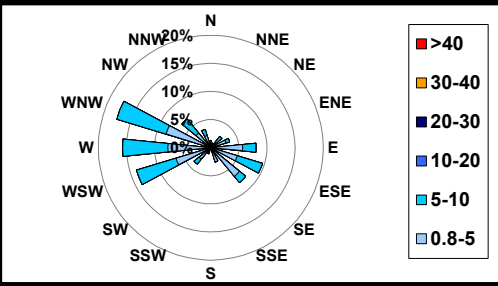 N
NNW 20% NNE
NW 15% NE
10%
WNW 5% ENE
W 0% E
WSW ESE
SW SE
SSW SSE
S
>40
30-40
20-30
10-20
5-10
0.8-5